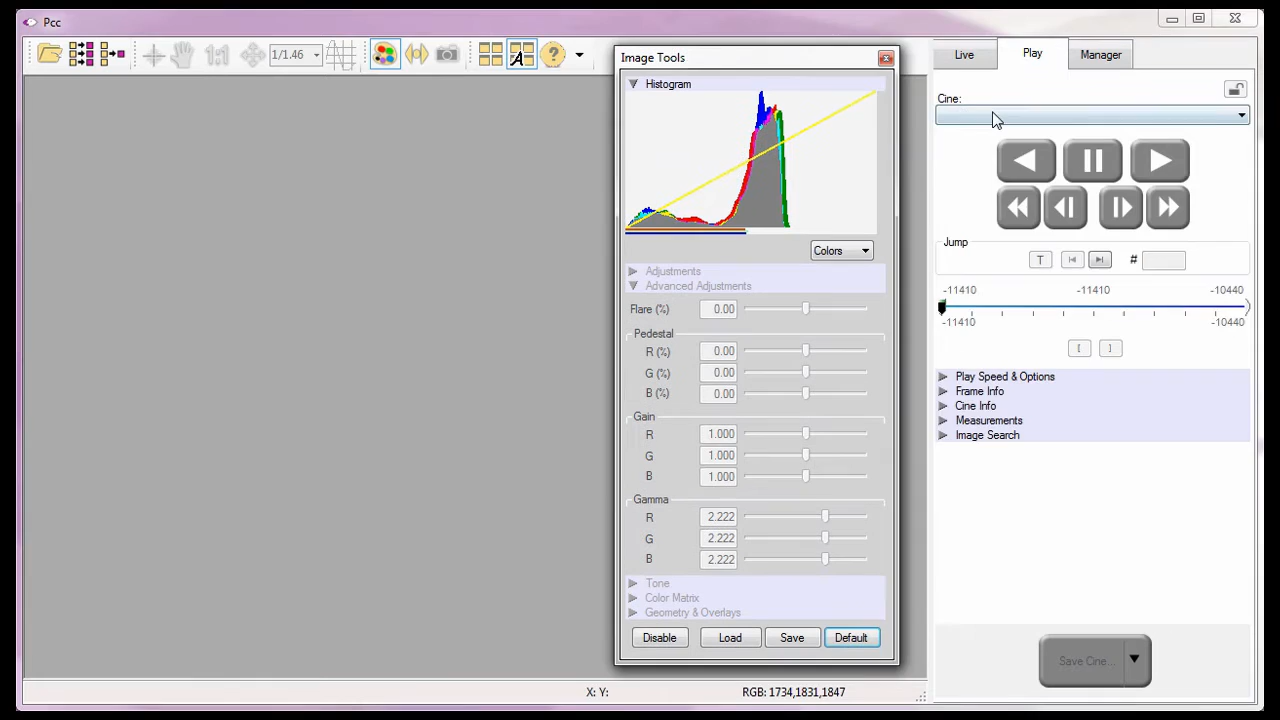 Pcc
1:1 1/1.46 A ?
Image Tools
Histogram
Colors
Adjustments
Advanced Adjustments
Flare (%) 0.00
Pedestal
R (%) 0.00
G (%) 0.00
B (%) 0.00
Gain
R 1.000
G 1.000
B 1.000
Gamma
R 2.222
G 2.222
B 2.222
Tone
Color Matrix
Geometry & Overlays
Disable Load Save Default
Live Play Manager
Cine:
Jump
T #
-11410 -11410 -10440
-11410 -10440
[ ]
Play Speed & Options
Frame Info
Cine Info
Measurements
Image Search
Save Cine...
X: Y: RGB: 1734,1831,1847